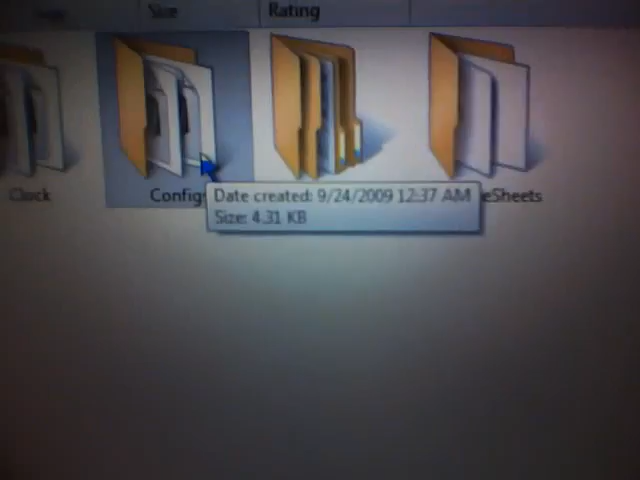 Size
Rating
Clock
Config
eSheets
Date created: 9/24/2009 12:37 AM
Size: 4.31 KB